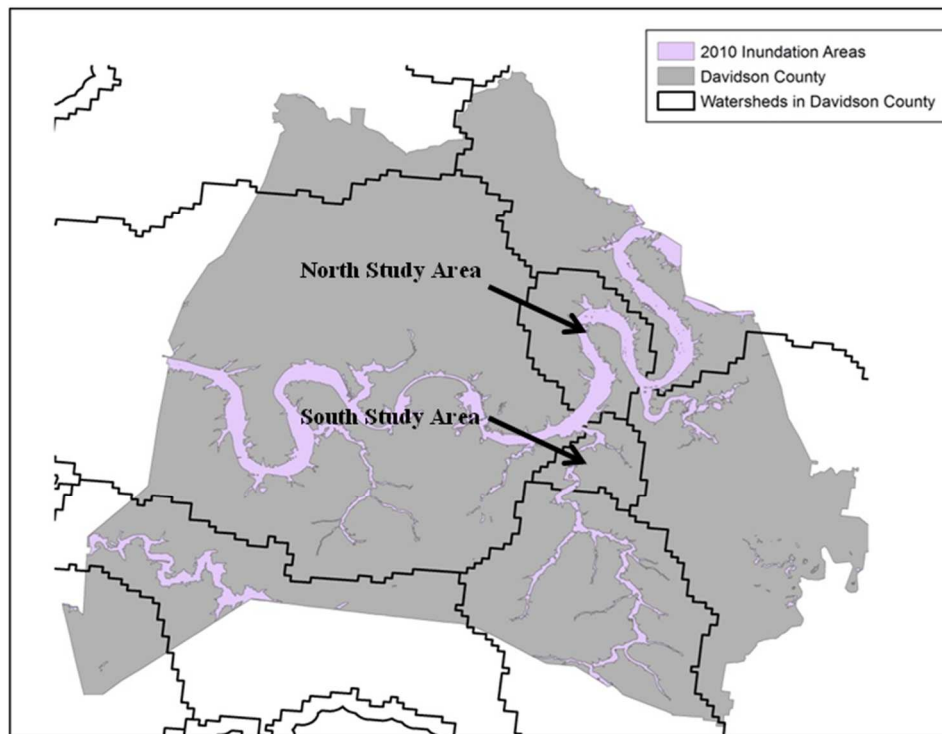 2010 Inundation Areas
Davidson County
Watersheds in Davidson County
North Study Area
South Study Area